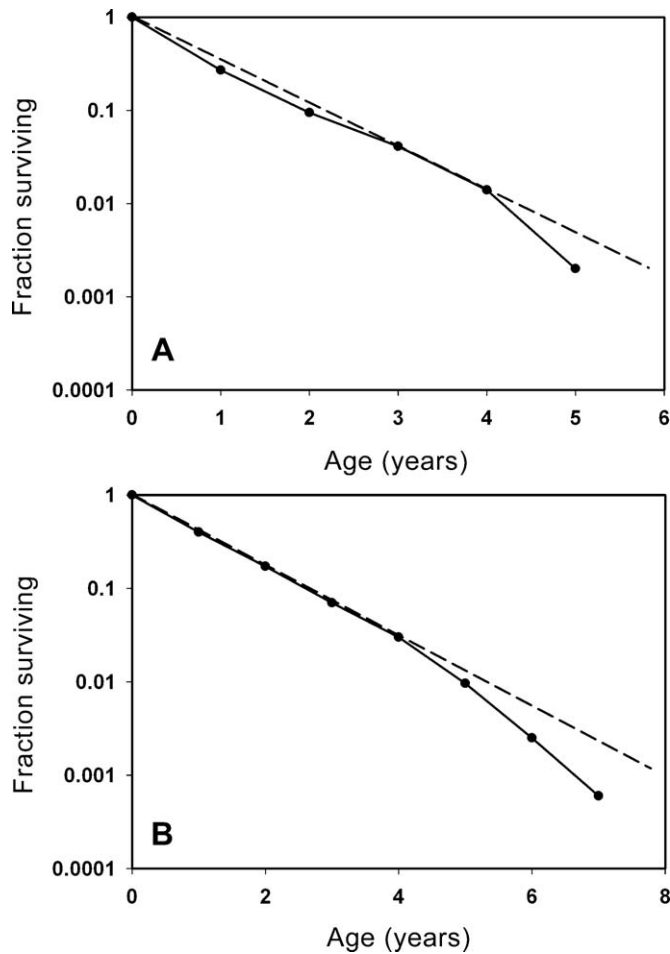 1
0.1
0.01
0.001
0.0001
Fraction surviving
A
0 1 2 3 4 5 6
Age (years)
1
0.1
0.01
0.001
0.0001
Fraction surviving
B
0 2 4 6 8
Age (years)